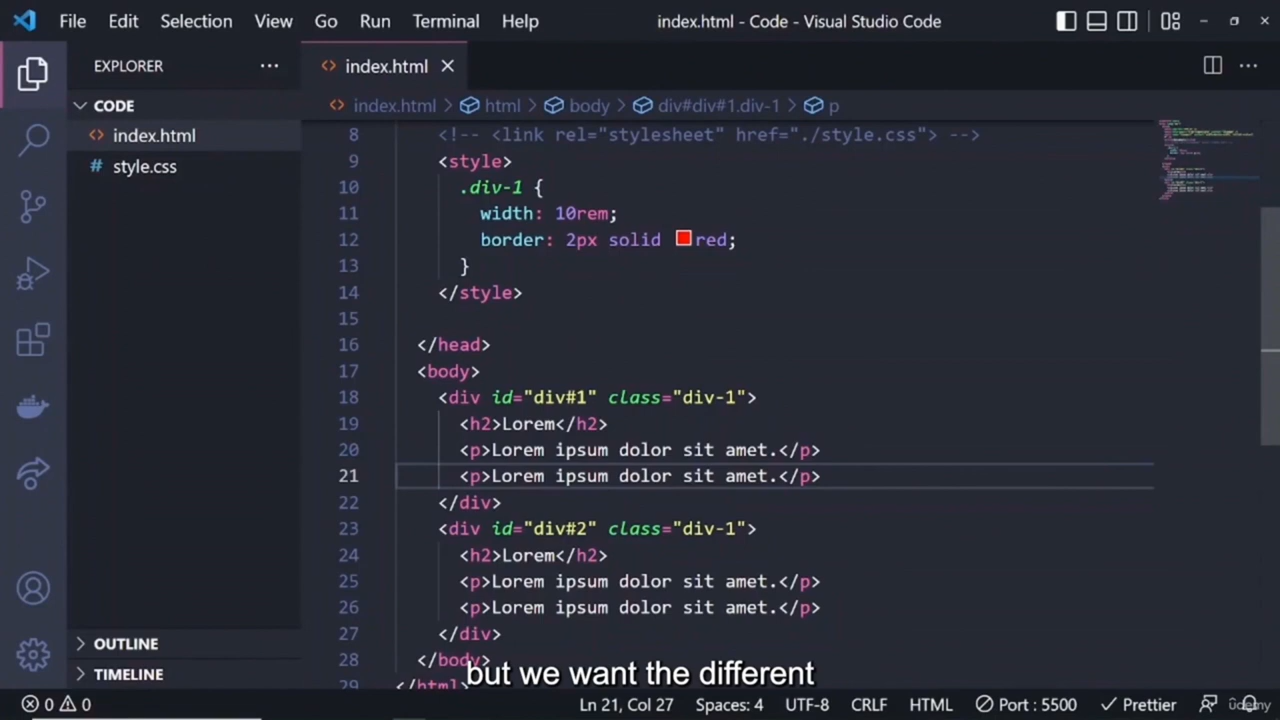 File Edit Selection View Go Run Terminal Help index.html - Code - Visual Studio Code
EXPLORER
index.html
CODE
index.html
style.css
OUTLINE
TIMELINE
index.html > html > body > div#div#1.div-1 > p
8 <!-- <link rel="stylesheet" href="./style.css"> -->
9 <style>
10 .div-1 {
11 width: 10rem;
12 border: 2px solid red;
13 }
14 </style>
15
16 </head>
17 <body>
18 <div id="div#1" class="div-1">
19 <h2>Lorem</h2>
20 <p>Lorem ipsum dolor sit amet.</p>
21 <p>Lorem ipsum dolor sit amet.</p>
22 </div>
23 <div id="div#2" class="div-1">
24 <h2>Lorem</h2>
25 <p>Lorem ipsum dolor sit amet.</p>
26 <p>Lorem ipsum dolor sit amet.</p>
27 </div>
28 </body>
29 </html>
but we want the different
0 0 Ln 21, Col 27 Spaces: 4 UTF-8 CRLF HTML Port : 5500 Prettier
udemy